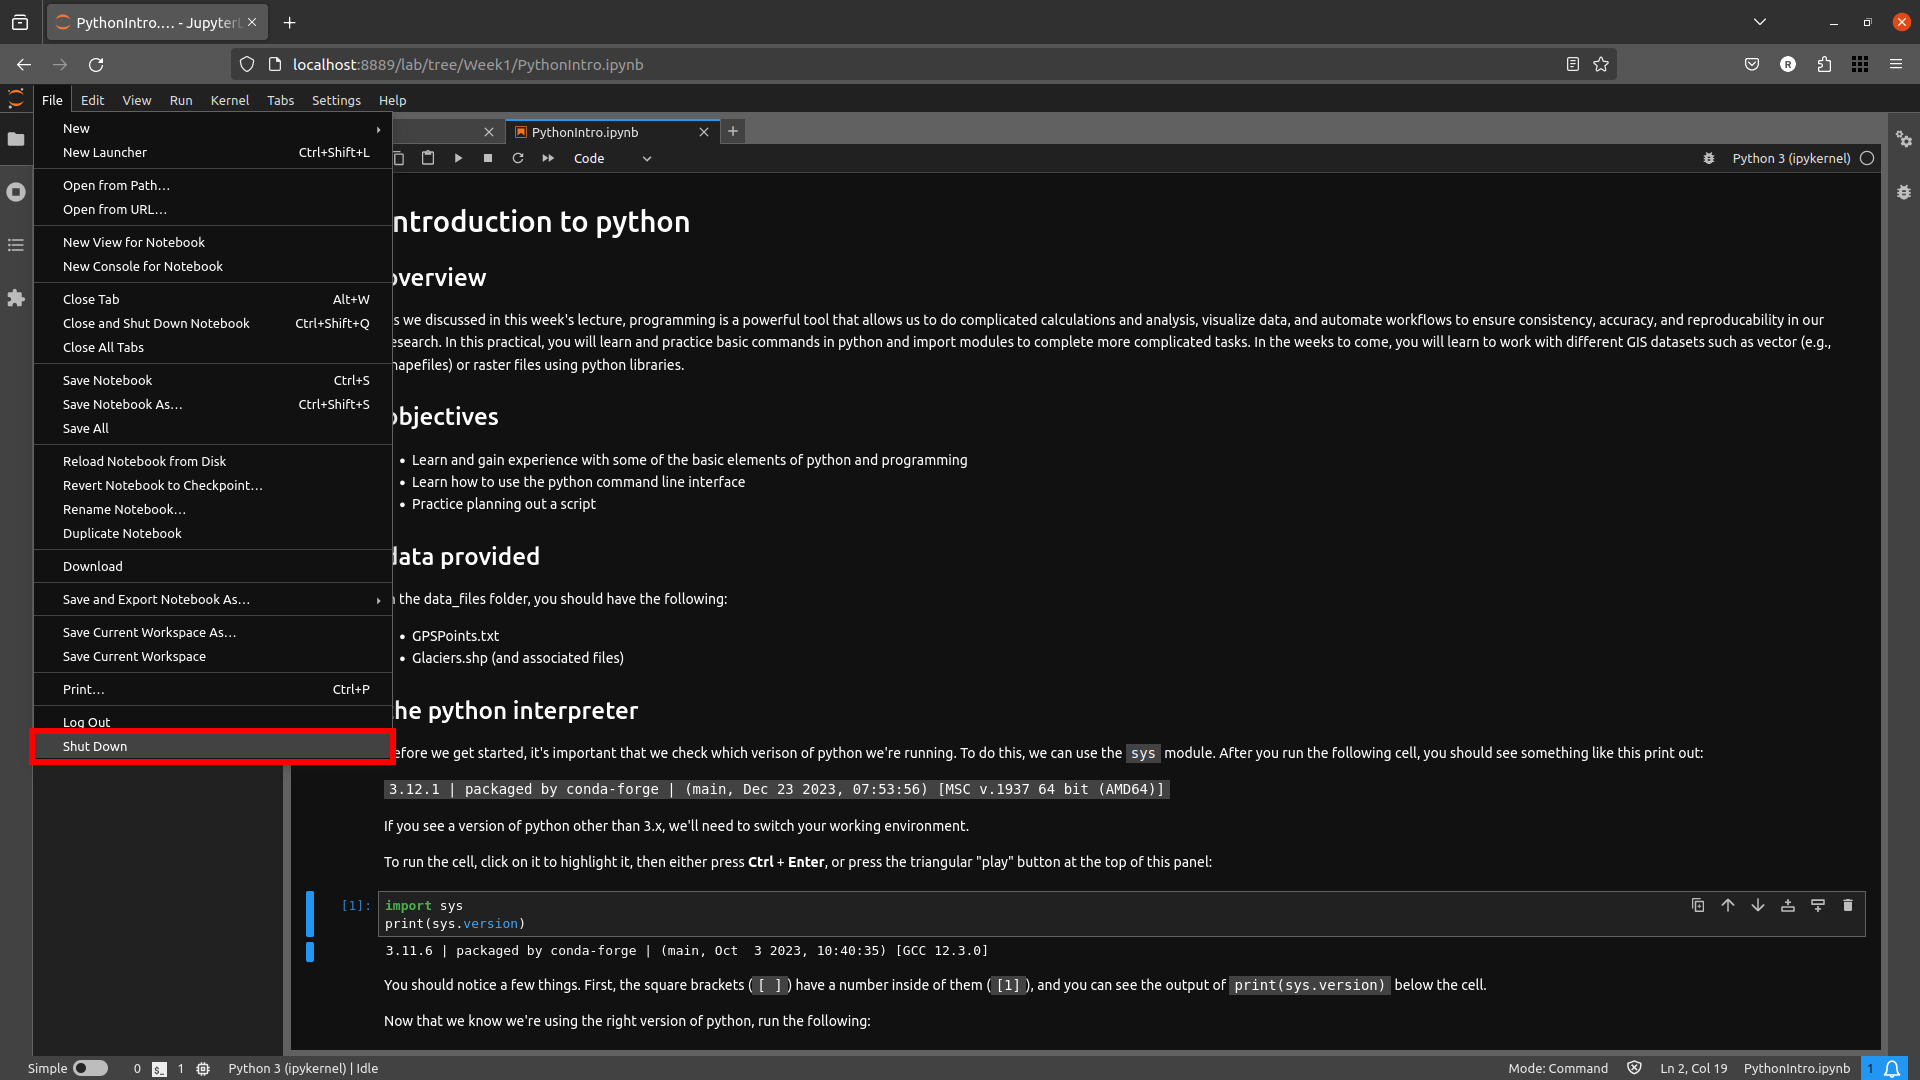 PythonIntro.... - JupyterL
localhost:8889/lab/tree/Week1/PythonIntro.ipynb
R
File Edit View Run Kernel Tabs Settings Help
New
New Launcher Ctrl+Shift+L
Open from Path…
Open from URL…
New View for Notebook
New Console for Notebook
Close Tab Alt+W
Close and Shut Down Notebook Ctrl+Shift+Q
Close All Tabs
Save Notebook Ctrl+S
Save Notebook As… Ctrl+Shift+S
Save All
Reload Notebook from Disk
Revert Notebook to Checkpoint…
Rename Notebook…
Duplicate Notebook
Download
Save and Export Notebook As…
Save Current Workspace As…
Save Current Workspace
Print… Ctrl+P
Log Out
Shut Down
PythonIntro.ipynb
Code
Python 3 (ipykernel)
ntroduction to python
overview
s we discussed in this week's lecture, programming is a powerful tool that allows us to do complicated calculations and analysis, visualize data, and automate workflows to ensure consistency, accuracy, and reproducability in our
esearch. In this practical, you will learn and practice basic commands in python and import modules to complete more complicated tasks. In the weeks to come, you will learn to work with different GIS datasets such as vector (e.g.,
hapefiles) or raster files using python libraries.
objectives
• Learn and gain experience with some of the basic elements of python and programming
• Learn how to use the python command line interface
• Practice planning out a script
data provided
the data_files folder, you should have the following:
• GPSPoints.txt
• Glaciers.shp (and associated files)
he python interpreter
efore we get started, it's important that we check which verison of python we're running. To do this, we can use the sys module. After you run the following cell, you should see something like this print out:
3.12.1 | packaged by conda-forge | (main, Dec 23 2023, 07:53:56) [MSC v.1937 64 bit (AMD64)]
If you see a version of python other than 3.x, we'll need to switch your working environment.
To run the cell, click on it to highlight it, then either press Ctrl + Enter, or press the triangular "play" button at the top of this panel:
[1]: import sys
print(sys.version)
3.11.6 | packaged by conda-forge | (main, Oct  3 2023, 10:40:35) [GCC 12.3.0]
You should notice a few things. First, the square brackets ( [ ] ) have a number inside of them ( [1] ), and you can see the output of print(sys.version) below the cell.
Now that we know we're using the right version of python, run the following:
Simple 0 1 Python 3 (ipykernel) | Idle Mode: Command Ln 2, Col 19 PythonIntro.ipynb 1